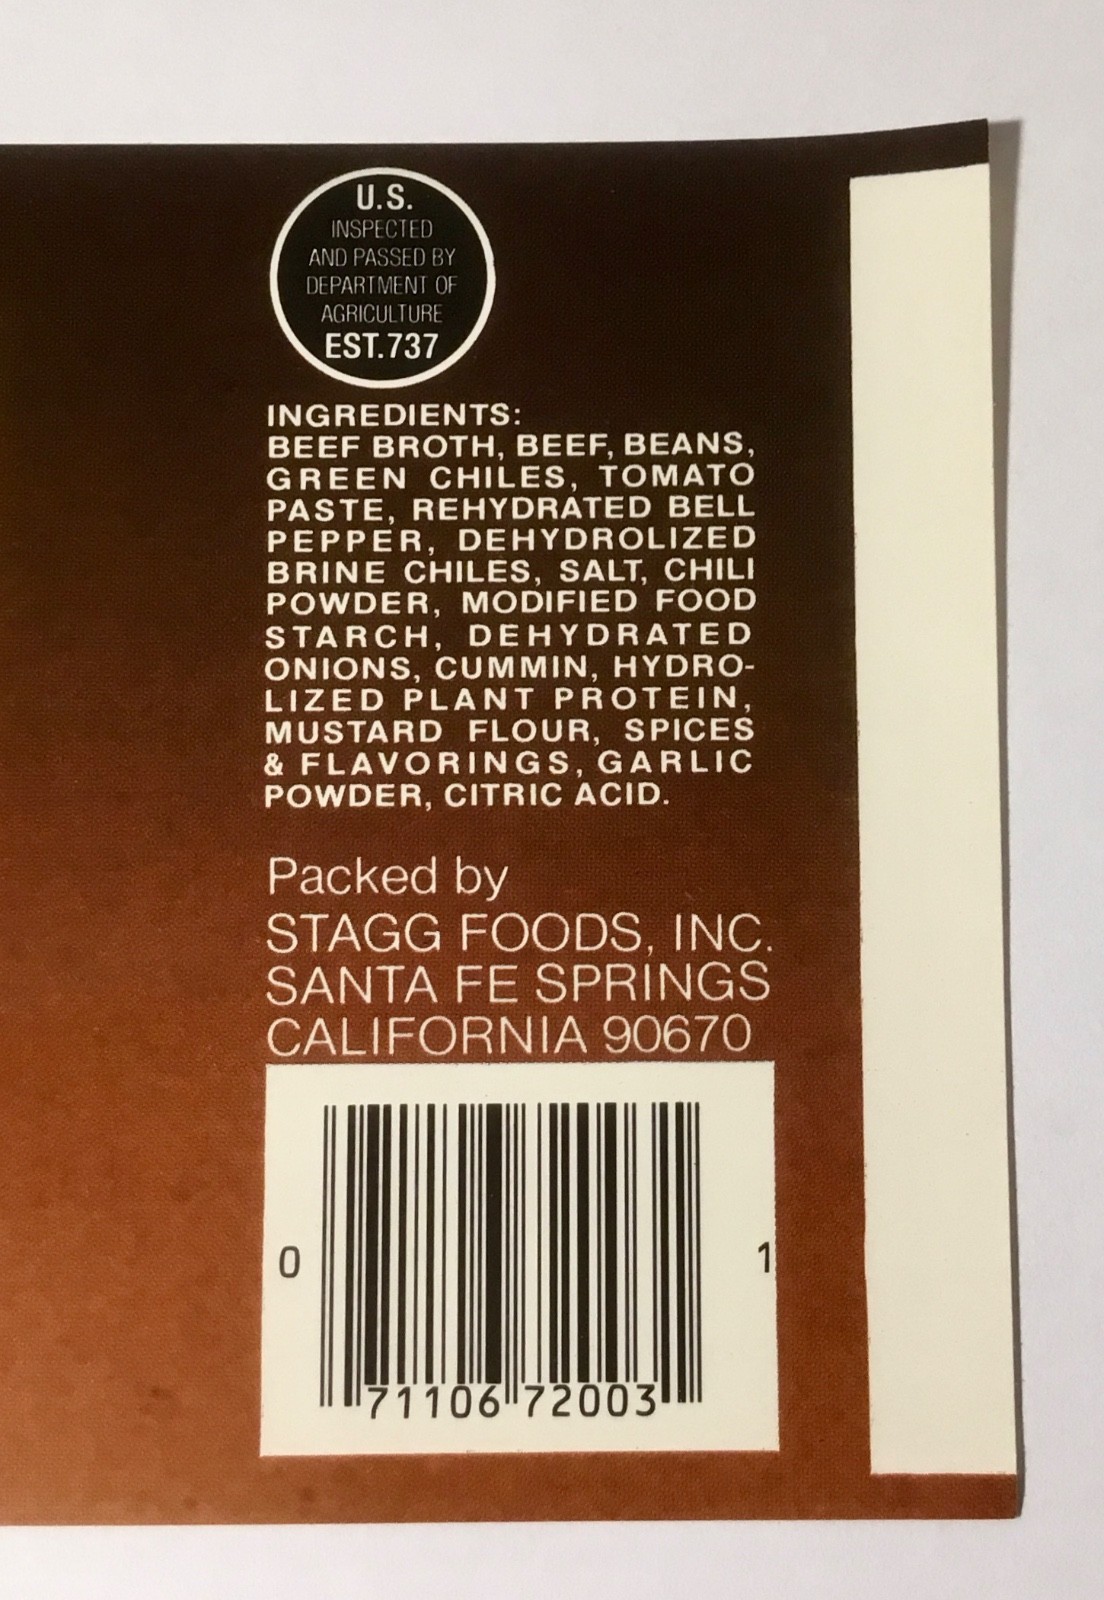 U.S.
INSPECTED
AND PASSED BY
DEPARTMENT OF
AGRICULTURE
EST.737
INGREDIENTS:
BEEF BROTH, BEEF, BEANS,
GREEN CHILES, TOMATO
PASTE, REHYDRATED BELL
PEPPER, DEHYDROLIZED
BRINE CHILES, SALT, CHILI
POWDER, MODIFIED FOOD
STARCH, DEHYDRATED
ONIONS, CUMMIN, HYDRO-
LIZED PLANT PROTEIN,
MUSTARD FLOUR, SPICES
& FLAVORINGS, GARLIC
POWDER, CITRIC ACID.
Packed by
STAGG FOODS, INC.
SANTA FE SPRINGS
CALIFORNIA 90670
0 71106 72003 1